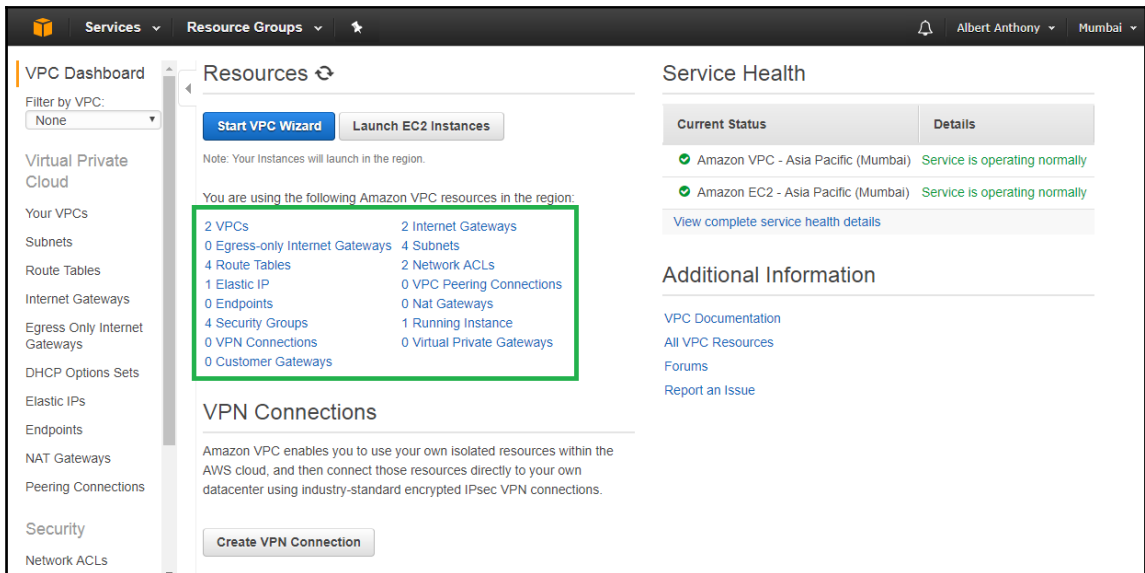 Services Resource Groups Albert Anthony Mumbai
VPC Dashboard
Filter by VPC:
None
Virtual Private
Cloud
Your VPCs
Subnets
Route Tables
Internet Gateways
Egress Only Internet
Gateways
DHCP Options Sets
Elastic IPs
Endpoints
NAT Gateways
Peering Connections
Security
Network ACLs
Resources
Start VPC Wizard Launch EC2 Instances
Note: Your Instances will launch in the region.
You are using the following Amazon VPC resources in the region:
2 VPCs 2 Internet Gateways
0 Egress-only Internet Gateways 4 Subnets
4 Route Tables 2 Network ACLs
1 Elastic IP 0 VPC Peering Connections
0 Endpoints 0 Nat Gateways
4 Security Groups 1 Running Instance
0 VPN Connections 0 Virtual Private Gateways
0 Customer Gateways
VPN Connections
Amazon VPC enables you to use your own isolated resources within the
AWS cloud, and then connect those resources directly to your own
datacenter using industry-standard encrypted IPsec VPN connections.
Create VPN Connection
Service Health
Current Status Details
Amazon VPC - Asia Pacific (Mumbai) Service is operating normally
Amazon EC2 - Asia Pacific (Mumbai) Service is operating normally
View complete service health details
Additional Information
VPC Documentation
All VPC Resources
Forums
Report an Issue